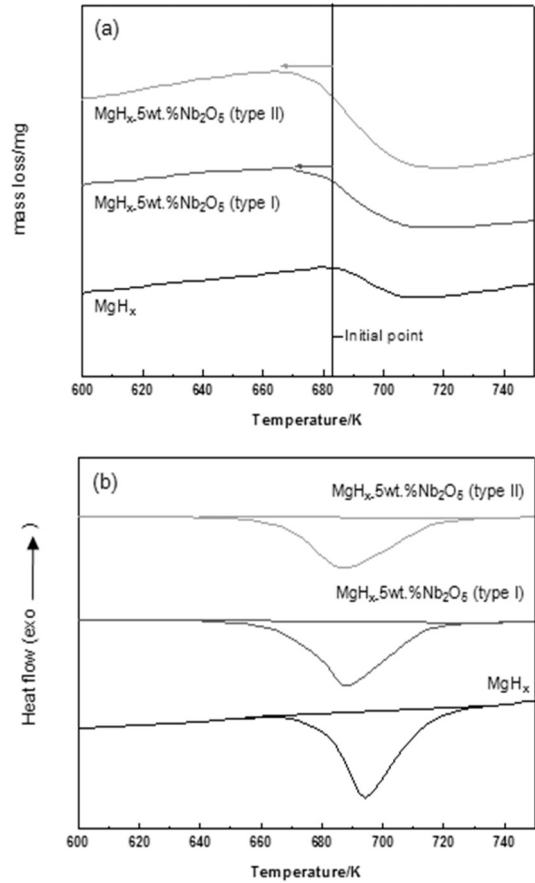 (a)
mass loss/mg
MgHₓ-5wt.%Nb₂O₅ (type II)
MgHₓ-5wt.%Nb₂O₅ (type I)
MgHₓ
Initial point
600 620 640 660 680 700 720 740
Temperature/K
(b)
Heat flow (exo )
MgHₓ-5wt.%Nb₂O₅ (type II)
MgHₓ-5wt.%Nb₂O₅ (type I)
MgHₓ
600 620 640 660 680 700 720 740
Temperature/K